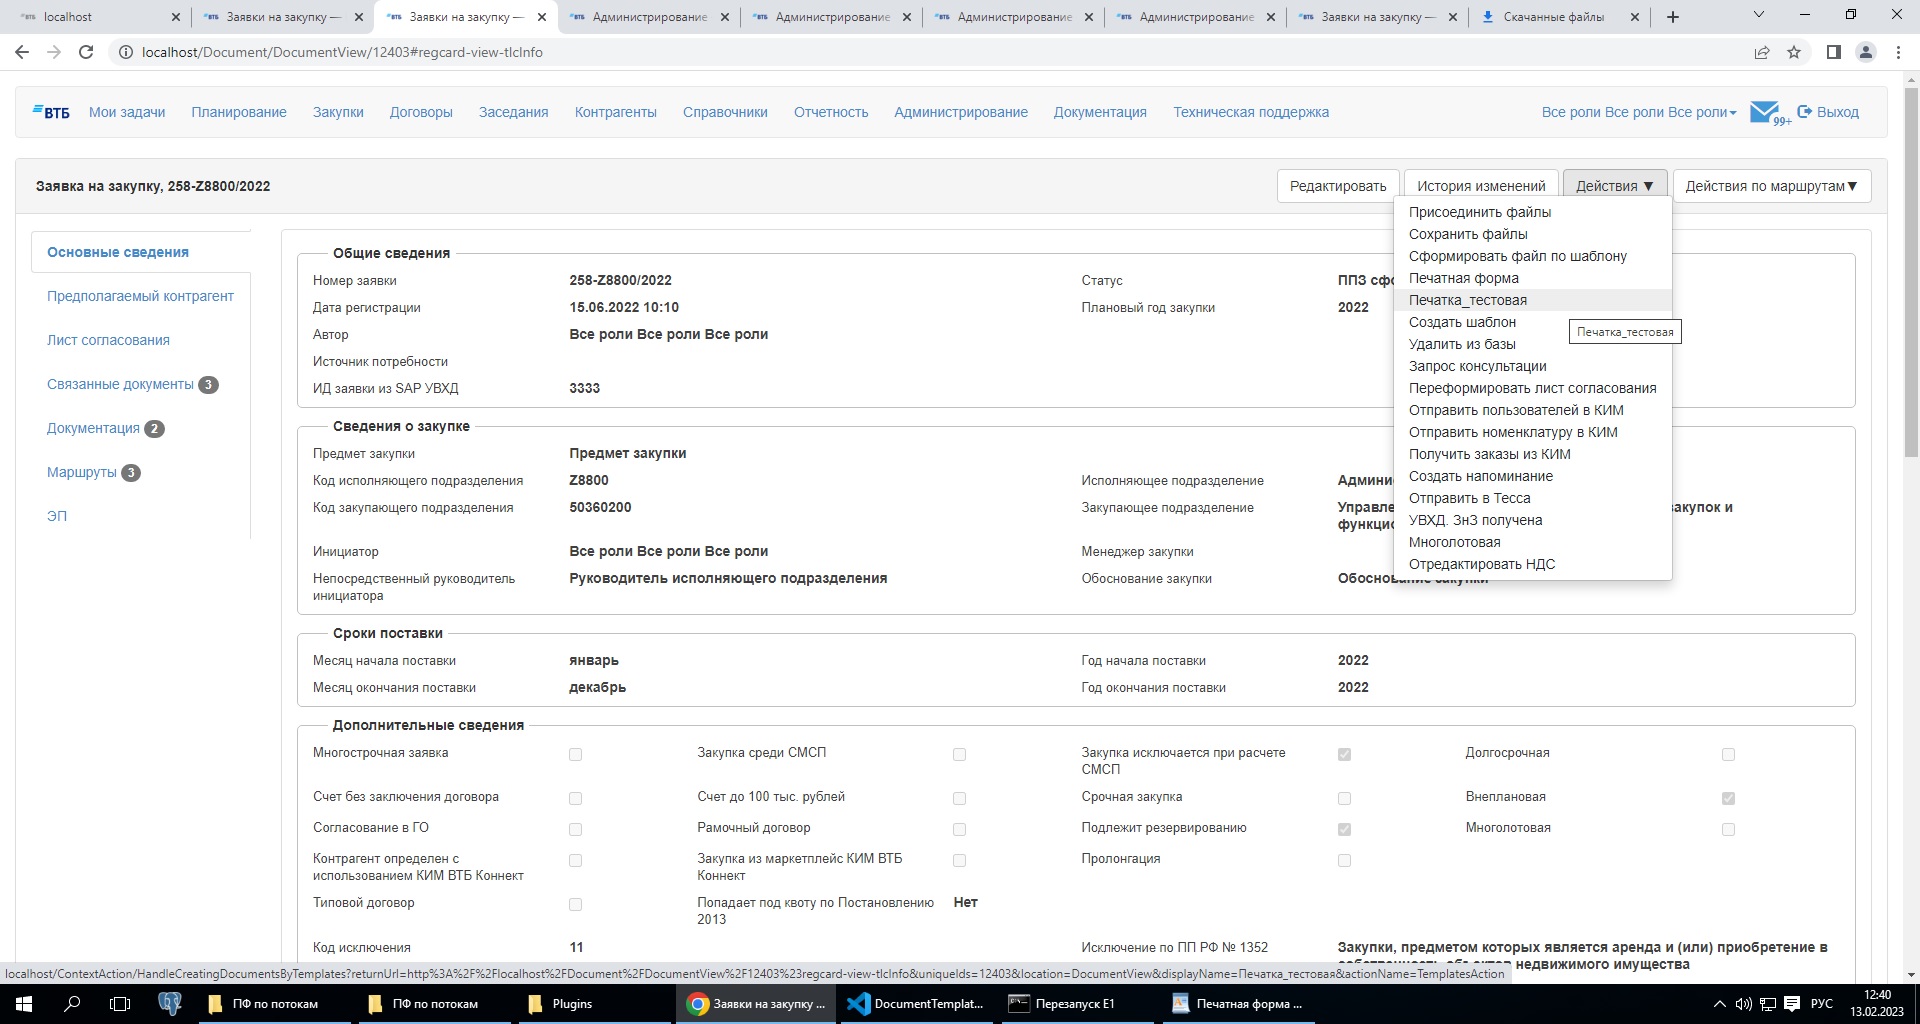 localhost
Заявки на закупку —
Заявки на закупку —
Администрирование
Администрирование
Администрирование
Администрирование
Заявки на закупку —
Скачанные файлы
localhost/Document/DocumentView/12403#regcard-view-tlcInfo
ВТБ
Мои задачи
Планирование
Закупки
Договоры
Заседания
Контрагенты
Справочники
Отчетность
Администрирование
Документация
Техническая поддержка
Все роли Все роли Все роли
99+
Выход
Заявка на закупку, 258-Z8800/2022
Редактировать
История изменений
Действия ▼
Действия по маршрутам▼
Присоединить файлы
Сохранить файлы
Сформировать файл по шаблону
Печатная форма
Печатка_тестовая
Создать шаблон
Удалить из базы
Запрос консультации
Переформировать лист согласования
Отправить пользователей в КИМ
Отправить номенклатуру в КИМ
Получить заказы из КИМ
Создать напоминание
Отправить в Тесса
УВХД. ЗнЗ получена
Многолотовая
Отредактировать НДС
Печатка_тестовая
Основные сведения
Предполагаемый контрагент
Лист согласования
Связанные документы 3
Документация 2
Маршруты 3
ЭП
Общие сведения
Номер заявки 258-Z8800/2022 Статус ППЗ сфо
Дата регистрации 15.06.2022 10:10 Плановый год закупки 2022
Автор Все роли Все роли Все роли
Источник потребности
ИД заявки из SAP УВХД 3333
Сведения о закупке
Предмет закупки Предмет закупки
Код исполняющего подразделения Z8800 Исполняющее подразделение Админи
Код закупающего подразделения 50360200 Закупающее подразделение Управле акупок и
функцио
Инициатор Все роли Все роли Все роли Менеджер закупки
Непосредственный руководитель Руководитель исполняющего подразделения Обоснование закупки Обоснование закупки
инициатора
Сроки поставки
Месяц начала поставки январь Год начала поставки 2022
Месяц окончания поставки декабрь Год окончания поставки 2022
Дополнительные сведения
Многострочная заявка Закупка среди СМСП Закупка исключается при расчете Долгосрочная
СМСП
Счет без заключения договора Счет до 100 тыс. рублей Срочная закупка Внеплановая
Согласование в ГО Рамочный договор Подлежит резервированию Многолотовая
Контрагент определен с Закупка из маркетплейс КИМ ВТБ Пролонгация
использованием КИМ ВТБ Коннект Коннект
Типовой договор Попадает под квоту по Постановлению Нет
2013
Код исключения 11 Исключение по ПП РФ № 1352 Закупки, предметом которых является аренда и (или) приобретение в
собственность объектов недвижимого имущества
localhost/ContextAction/HandleCreatingDocumentsByTemplates?returnUrl=http%3A%2F%2Flocalhost%2FDocument%2FDocumentView%2F12403%23regcard-view-tlcInfo&uniqueIds=12403&location=DocumentView&displayName=Печатка_тестовая&actionName=TemplatesAction
ПФ по потокам
ПФ по потокам
Plugins
Заявки на закупку ...
DocumentTemplat...
Перезапуск E1
Печатная форма ...
РУС
12:40
13.02.2023